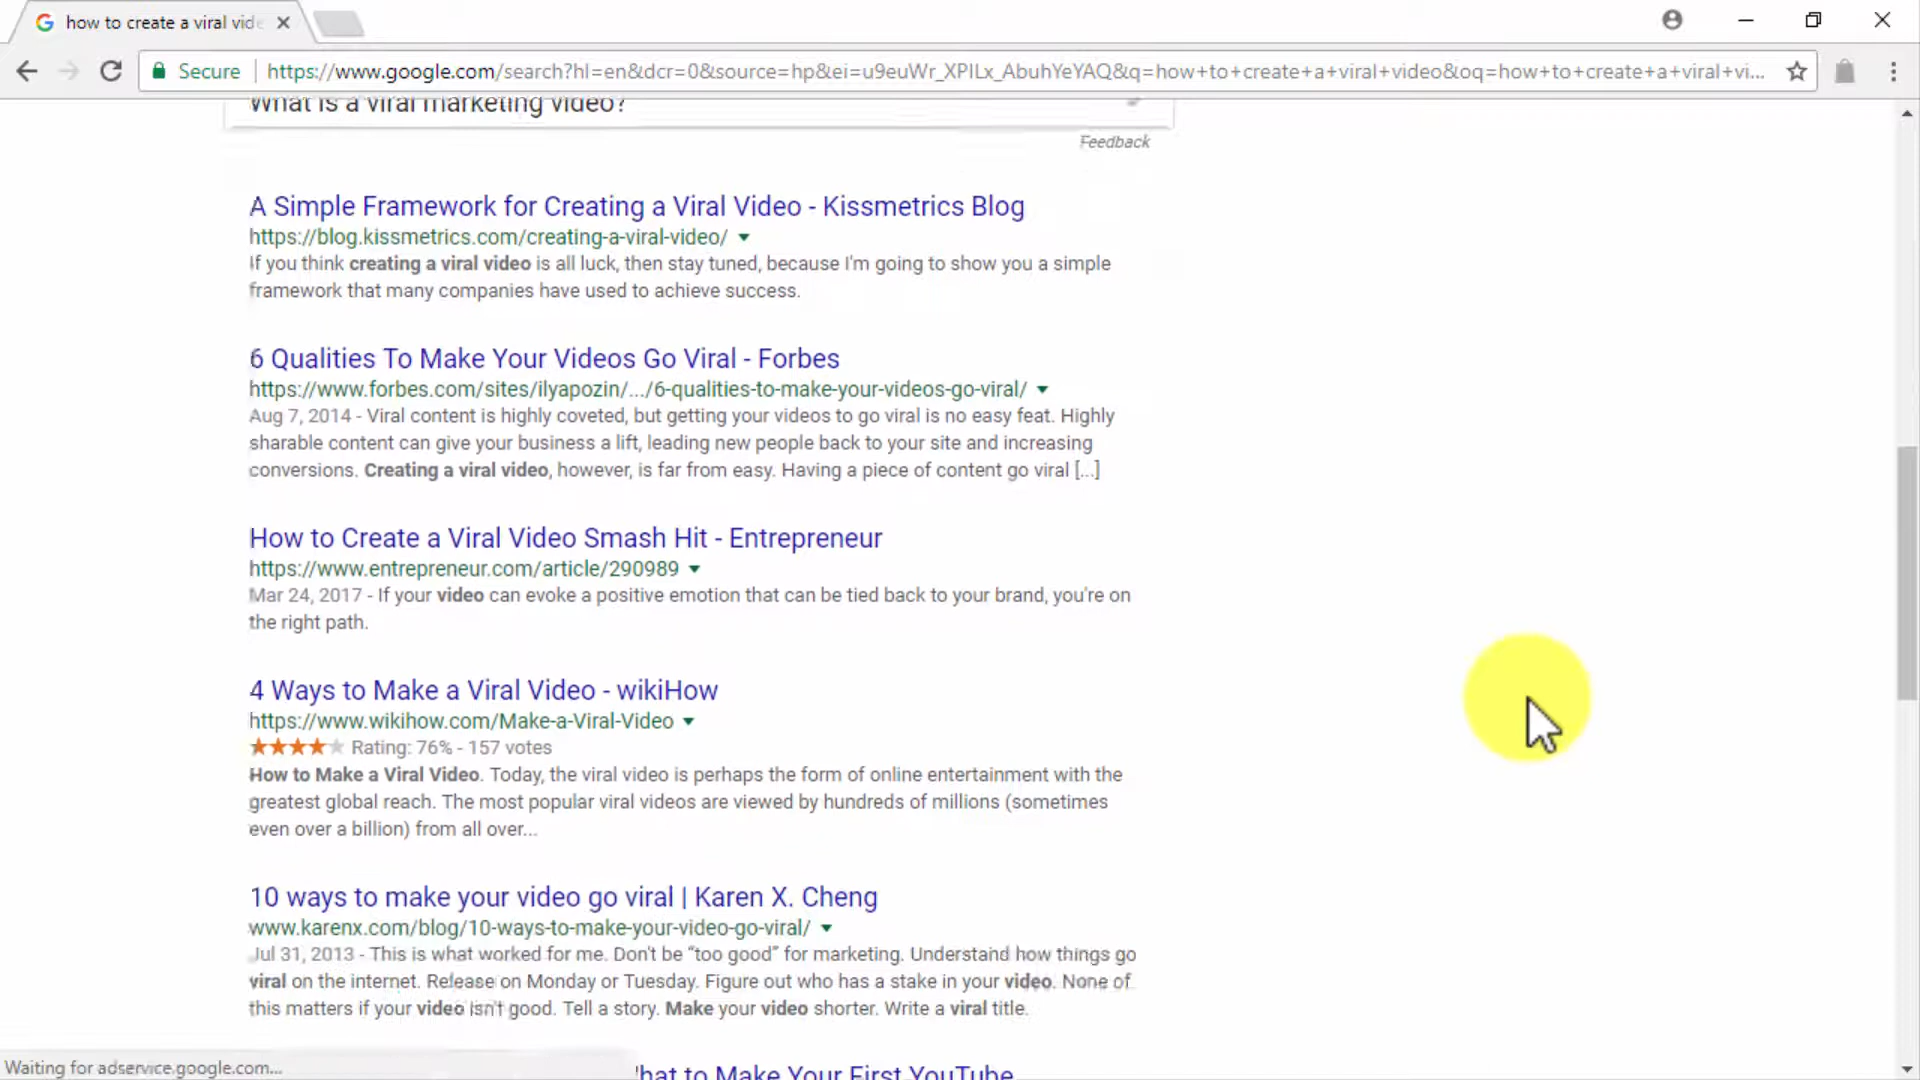 how to create a viral vide
Secure
https://www.google.com/search?hl=en&dcr=0&source=hp&ei=u9euWr_XPILx_AbuhYeYAQ&q=how+to+create+a+viral+video&oq=how+to+create+a+viral+vi...
What is a viral marketing video?
Feedback
A Simple Framework for Creating a Viral Video - Kissmetrics Blog
https://blog.kissmetrics.com/creating-a-viral-video/
If you think creating a viral video is all luck, then stay tuned, because I'm going to show you a simple
framework that many companies have used to achieve success.
6 Qualities To Make Your Videos Go Viral - Forbes
https://www.forbes.com/sites/ilyapozin/.../6-qualities-to-make-your-videos-go-viral/
Aug 7, 2014 - Viral content is highly coveted, but getting your videos to go viral is no easy feat. Highly
sharable content can give your business a lift, leading new people back to your site and increasing
conversions. Creating a viral video, however, is far from easy. Having a piece of content go viral [...]
How to Create a Viral Video Smash Hit - Entrepreneur
https://www.entrepreneur.com/article/290989
Mar 24, 2017 - If your video can evoke a positive emotion that can be tied back to your brand, you're on
the right path.
4 Ways to Make a Viral Video - wikiHow
https://www.wikihow.com/Make-a-Viral-Video
Rating: 76% - 157 votes
How to Make a Viral Video. Today, the viral video is perhaps the form of online entertainment with the
greatest global reach. The most popular viral videos are viewed by hundreds of millions (sometimes
even over a billion) from all over...
10 ways to make your video go viral | Karen X. Cheng
www.karenx.com/blog/10-ways-to-make-your-video-go-viral/
Jul 31, 2013 - This is what worked for me. Don't be “too good” for marketing. Understand how things go
viral on the internet. Release on Monday or Tuesday. Figure out who has a stake in your video. None of
this matters if your video isn't good. Tell a story. Make your video shorter. Write a viral title.
Waiting for adservice.google.com...
hat to Make Your First YouTube